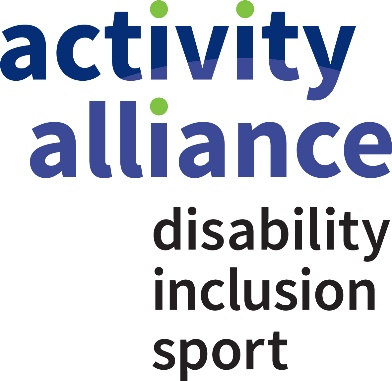 activity
alliance
disability
inclusion
sport